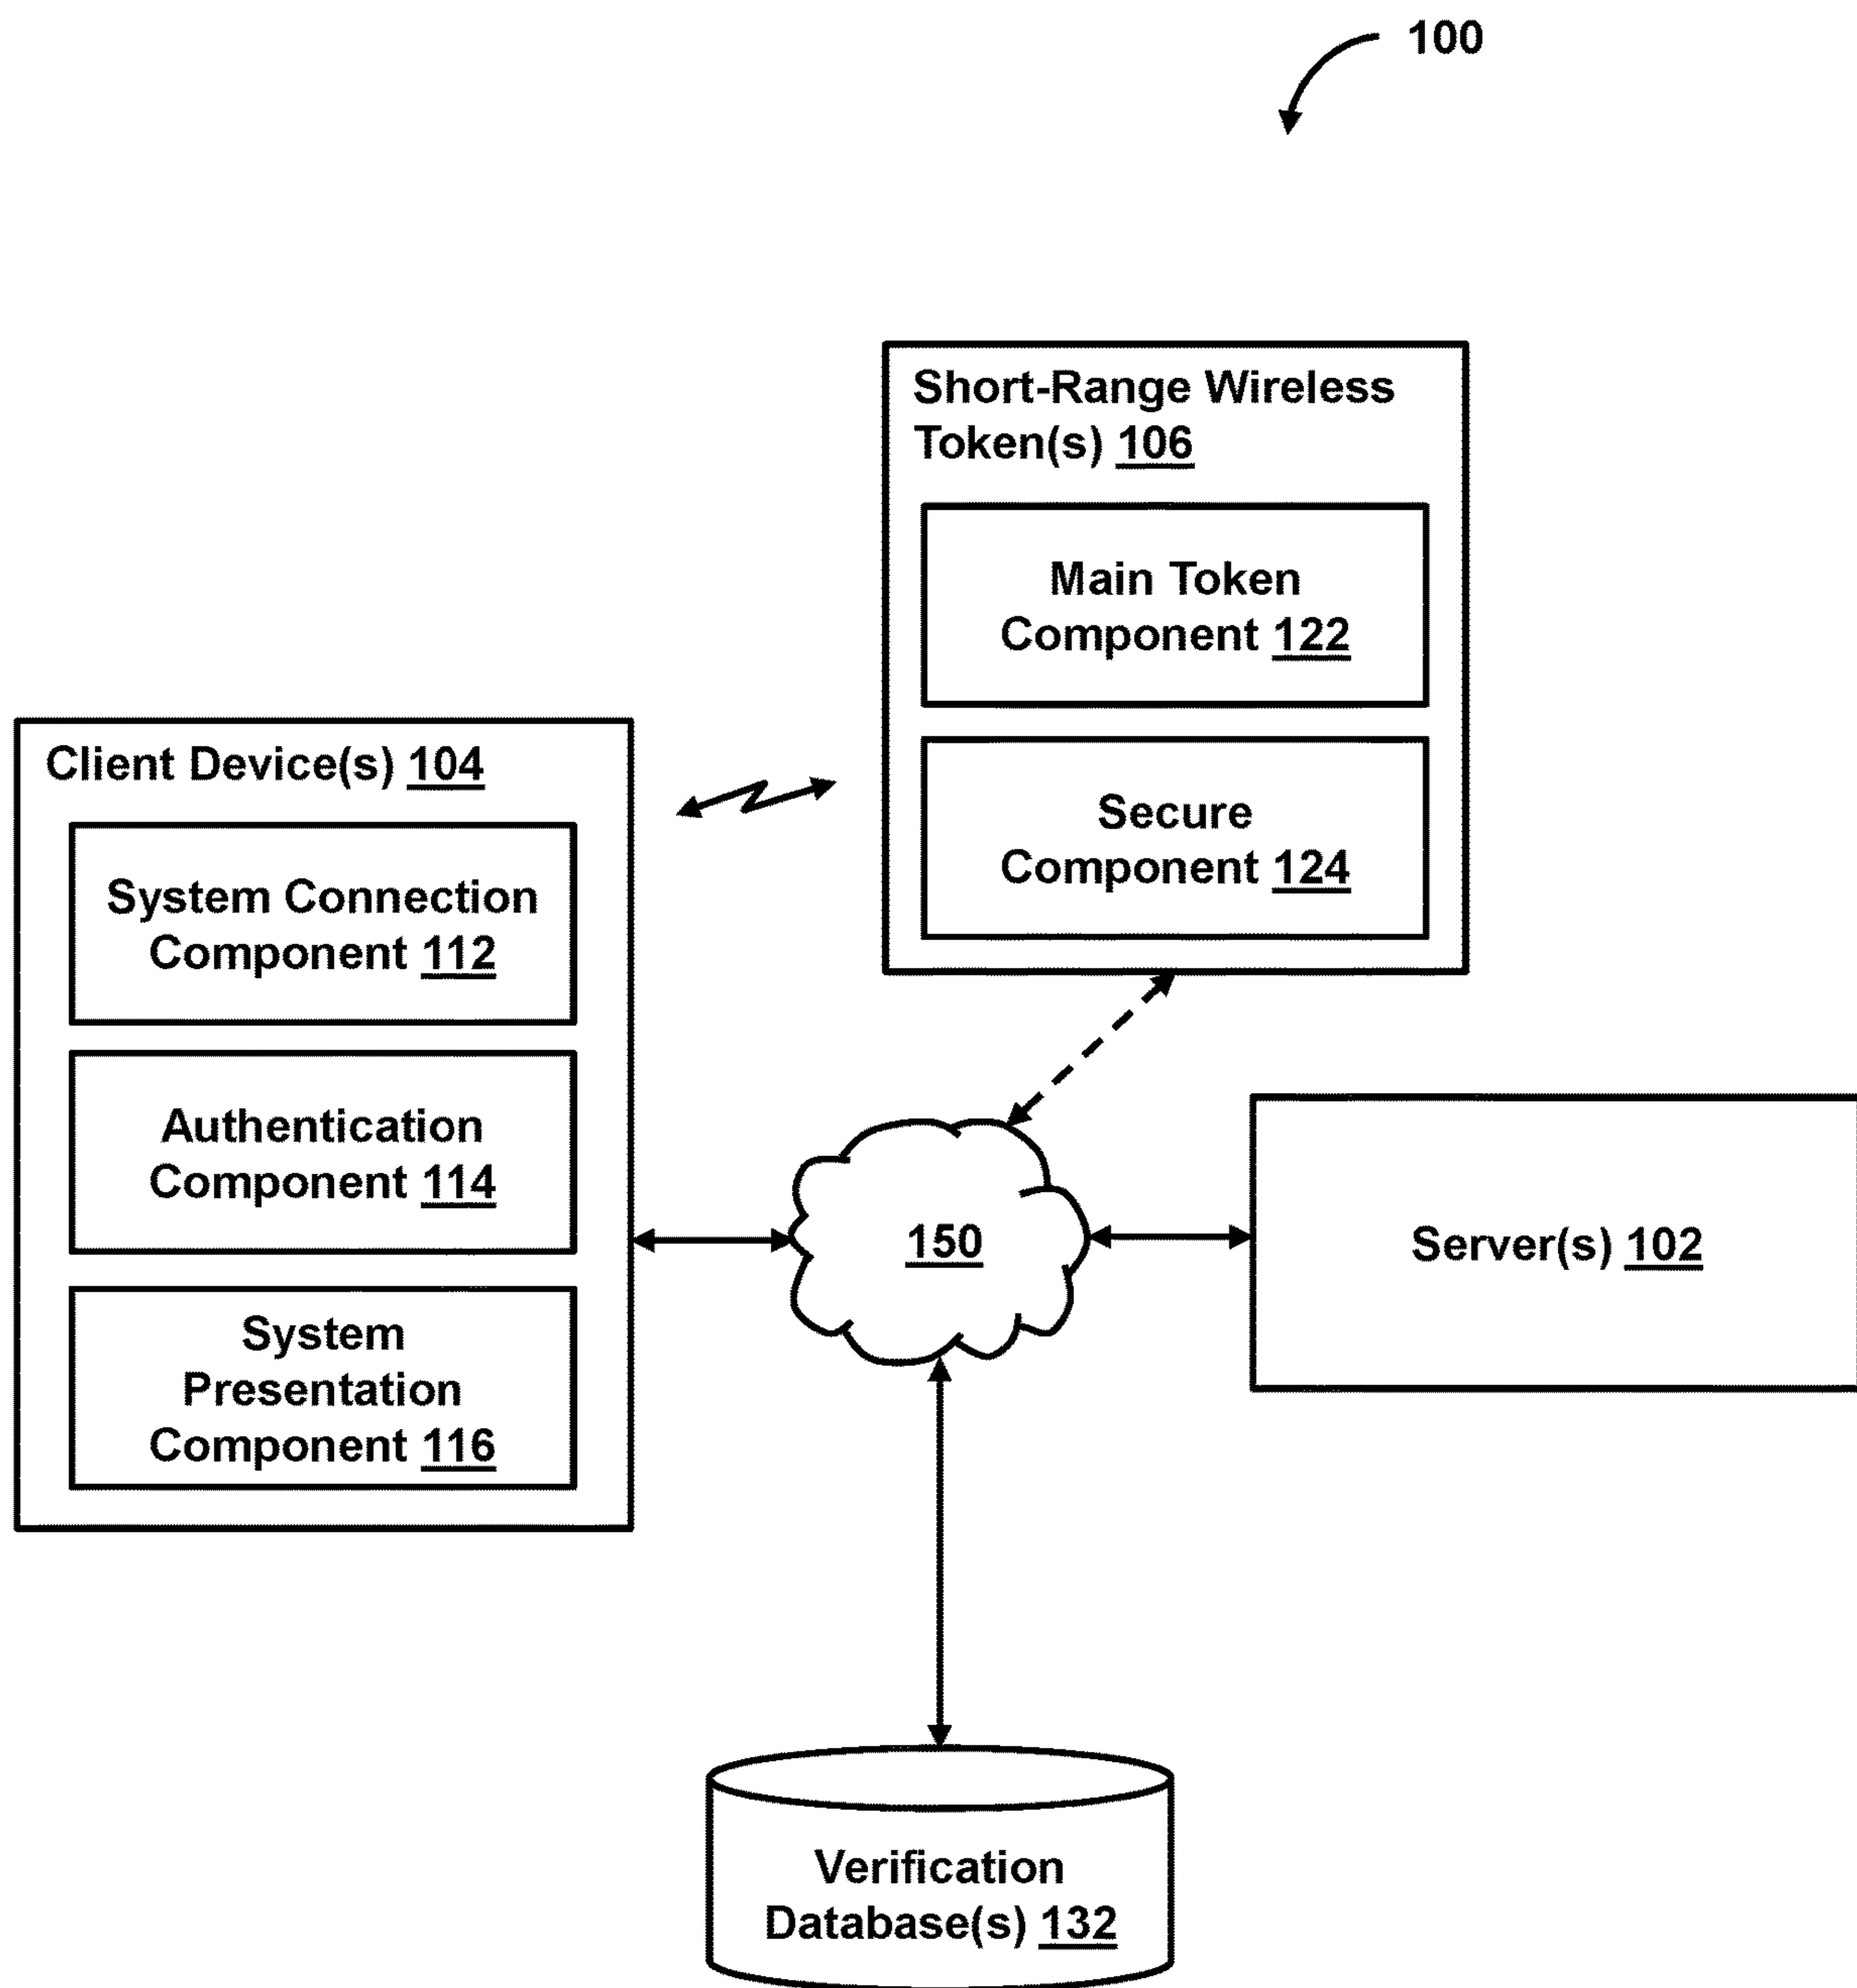 100
Short-Range Wireless
Token(s) 106
Main Token
Component 122
Secure
Component 124
Client Device(s) 104
System Connection
Component 112
Authentication
Component 114
System
Presentation
Component 116
150
Server(s) 102
Verification
Database(s) 132